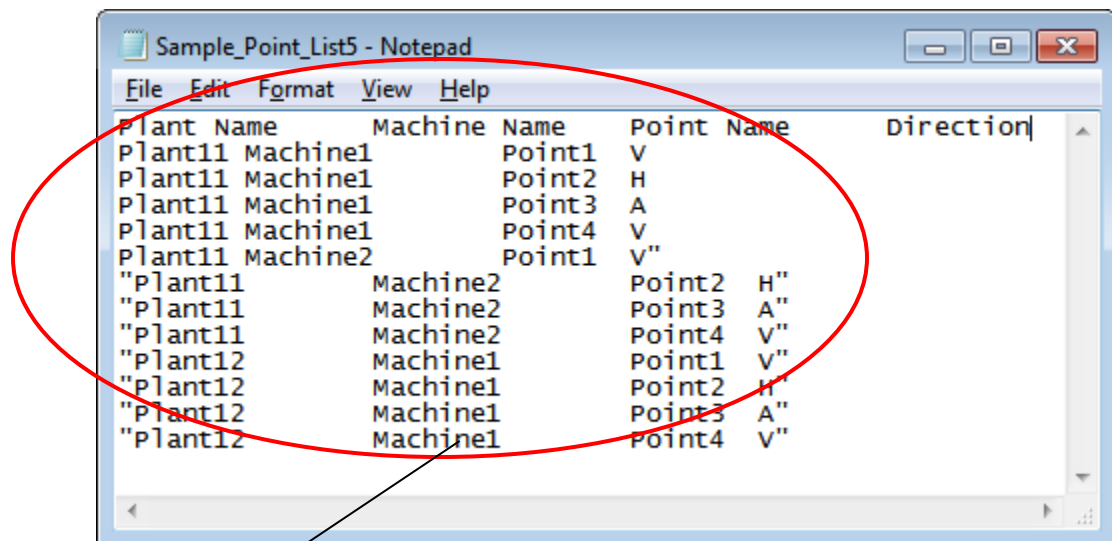 Sample_Point_List5 - Notepad
File Edit Format View Help
Plant Name Machine Name Point Name Direction
Plant11 Machine1 Point1 V
Plant11 Machine1 Point2 H
Plant11 Machine1 Point3 A
Plant11 Machine1 Point4 V
Plant11 Machine2 Point1 V"
"Plant11 Machine2 Point2 H"
"Plant11 Machine2 Point3 A"
"Plant11 Machine2 Point4 V"
"Plant12 Machine1 Point1 V"
"Plant12 Machine1 Point2 H"
"Plant12 Machine1 Point3 A"
"Plant12 Machine1 Point4 V"